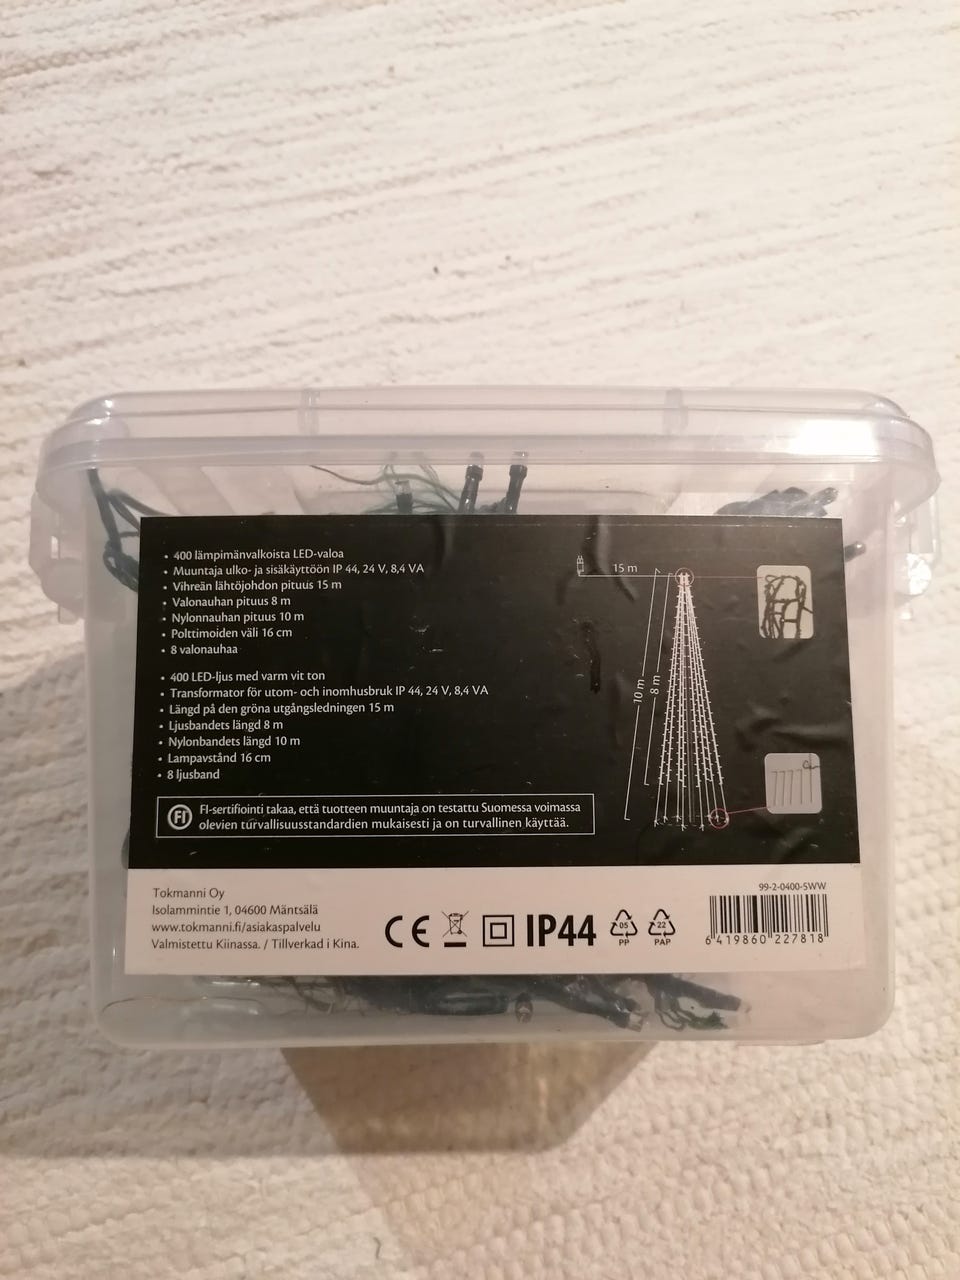 • 400 lämpimänvalkoista LED-valoa
• Muuntaja ulko- ja sisäkäyttöön IP 44, 24 V, 8,4 VA
• Vihreän lähtöjohdon pituus 15 m
• Valonauhan pituus 8 m
• Nylonnauhan pituus 10 m
• Polttimoiden väli 16 cm
• 8 valonauhaa
• 400 LED-ljus med varm vit ton
• Transformator för utom- och inomhusbruk IP 44, 24 V, 8,4 VA
• Längd på den gröna utgångsledningen 15 m
• Ljusbandets längd 8 m
• Nylonbandets längd 10 m
• Lampavstånd 16 cm
• 8 ljusband
FI
FI-sertifiointi takaa, että tuotteen muuntaja on testattu Suomessa voimassa
olevien turvallisuusstandardien mukaisesti ja on turvallinen käyttää.
15 m
10 m
8 m
Tokmanni Oy
Isolammintie 1, 04600 Mäntsälä
www.tokmanni.fi/asiakaspalvelu
Valmistettu Kiinassa. / Tillverkad i Kina.
CE
IP44
05
PP
22
PAP
99-2-0400-5WW
6 419860 227818